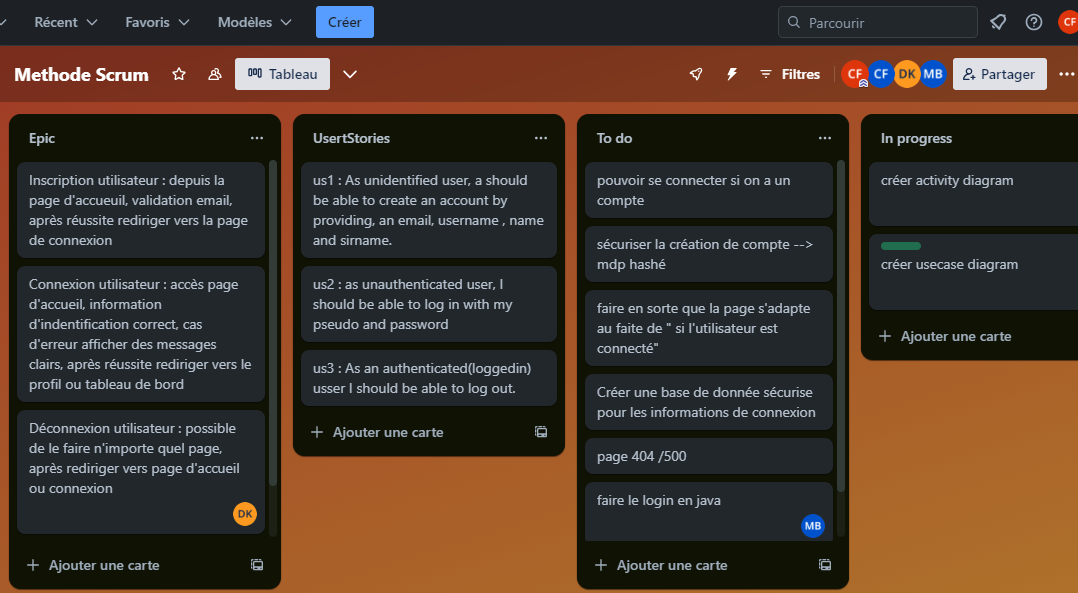 Récent
Favoris
Modèles
Créer
Parcourir
CF
Methode Scrum
Tableau
Filtres
CF
CF
DK
MB
Partager
Epic
Inscription utilisateur : depuis la
page d'accueuil, validation email,
après réussite rediriger vers la page
de connexion
Connexion utilisateur : accès page
d'accueil, information
d'indentification correct, cas
d'erreur afficher des messages
clairs, après réussite rediriger vers le
profil ou tableau de bord
Déconnexion utilisateur : possible
de le faire n'importe quel page,
après rediriger vers page d'accueil
ou connexion
DK
Ajouter une carte
UsertStories
us1 : As unidentified user, a should
be able to create an account by
providing, an email, username , name
and sirname.
us2 : as unauthenticated user, I
should be able to log in with my
pseudo and password
us3 : As an authenticated(loggedin)
usser I should be able to log out.
Ajouter une carte
To do
pouvoir se connecter si on a un
compte
sécuriser la création de compte -->
mdp hashé
faire en sorte que la page s'adapte
au faite de " si l'utilisateur est
connecté"
Créer une base de donnée sécurise
pour les informations de connexion
page 404 /500
faire le login en java
MB
Ajouter une carte
In progress
créer activity diagram
créer usecase diagram
Ajouter une carte